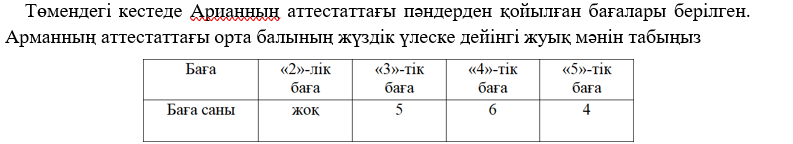 Төмендегі кестеде Арпанның аттестаттағы пәндерден қойылған бағалары берілген.
Арманның аттестаттағы орта балының жүздік үлеске дейінгі жуық мәнін табыңыз
Баға «2»-лік баға «3»-тік баға «4»-тік баға «5»-тік баға
Баға саны жоқ 5 6 4